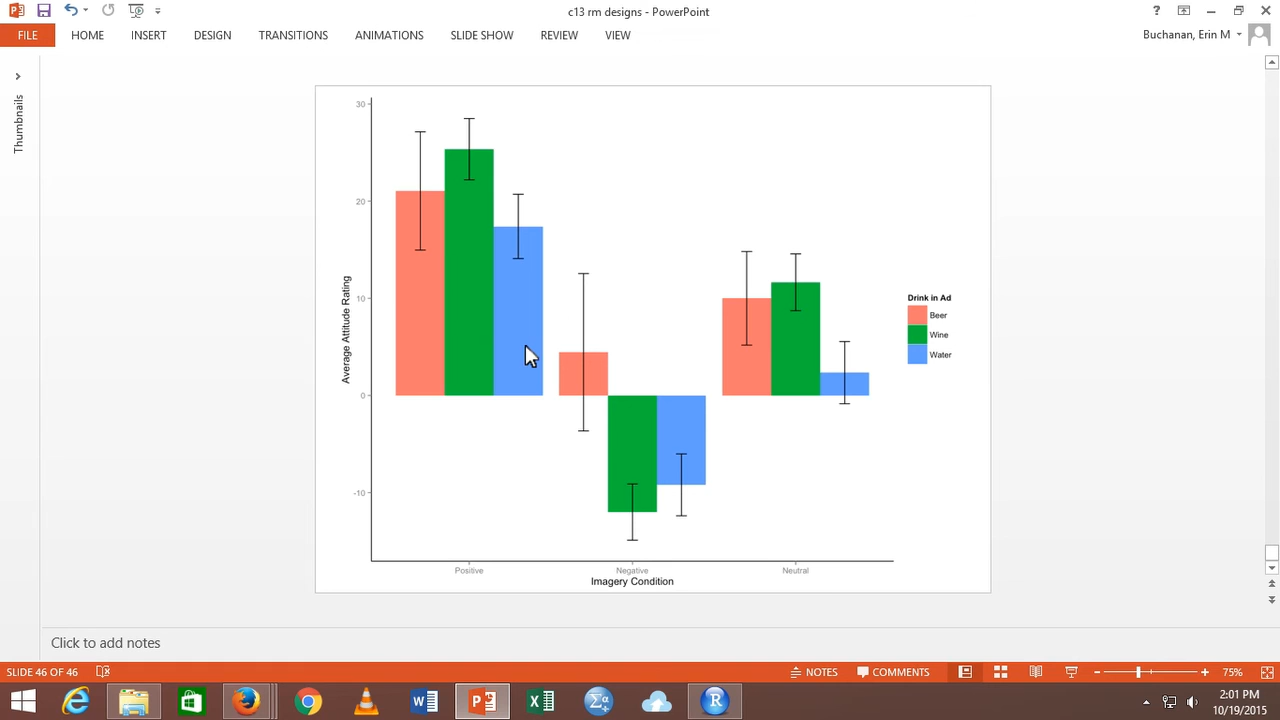 c13 rm designs - PowerPoint
?
FILE HOME INSERT DESIGN TRANSITIONS ANIMATIONS SLIDE SHOW REVIEW VIEW
Buchanan, Erin M
Thumbnails
30
20
10
0
-10
Average Attitude Rating
Positive Negative Neutral
Imagery Condition
Drink in Ad
Beer
Wine
Water
Click to add notes
SLIDE 46 OF 46
NOTES COMMENTS 75%
2:01 PM
10/19/2015